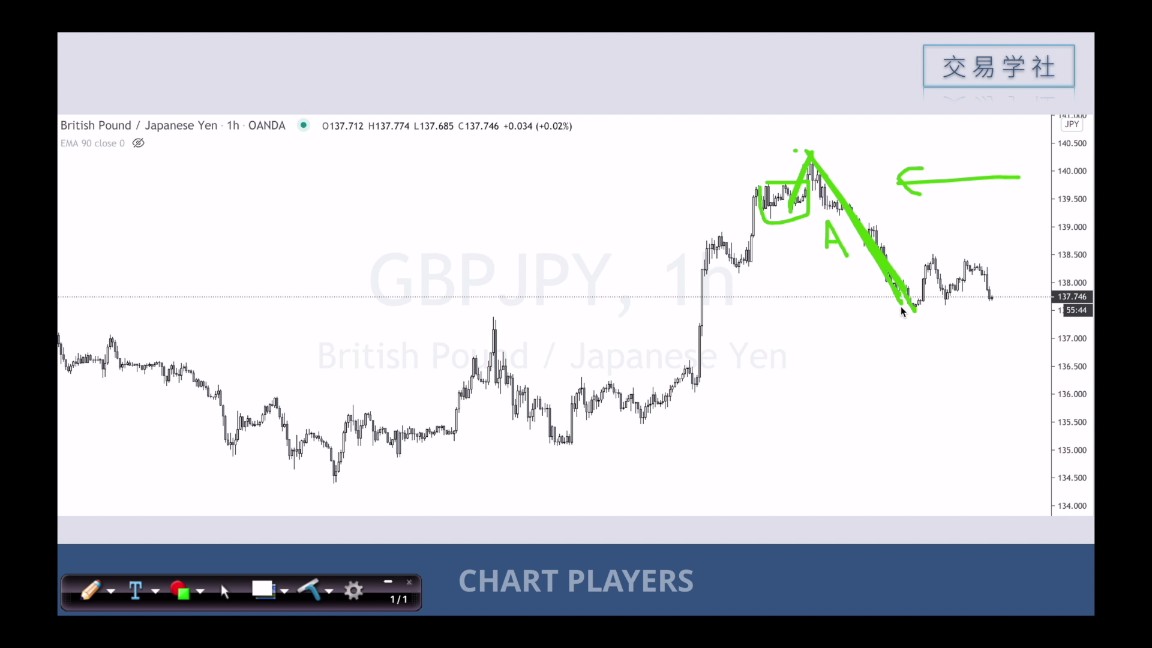 交易学社
British Pound / Japanese Yen · 1h · OANDA
O137.712 H137.774 L137.685 C137.746 +0.034 (+0.02%)
EMA 90 close 0
JPY
140.500
140.000
139.500
139.000
138.500
138.000
137.746
55:44
137.000
136.500
136.000
135.500
135.000
134.500
134.000
GBPJPY, 1h
British Pound / Japanese Yen
A
CHART PLAYERS
T
1/1